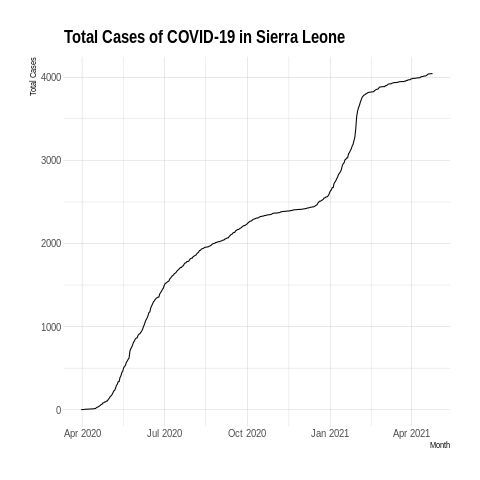 Total Cases of COVID-19 in Sierra Leone
Total Cases
4000
3000
2000
1000
0
Apr 2020 Jul 2020 Oct 2020 Jan 2021 Apr 2021
Month